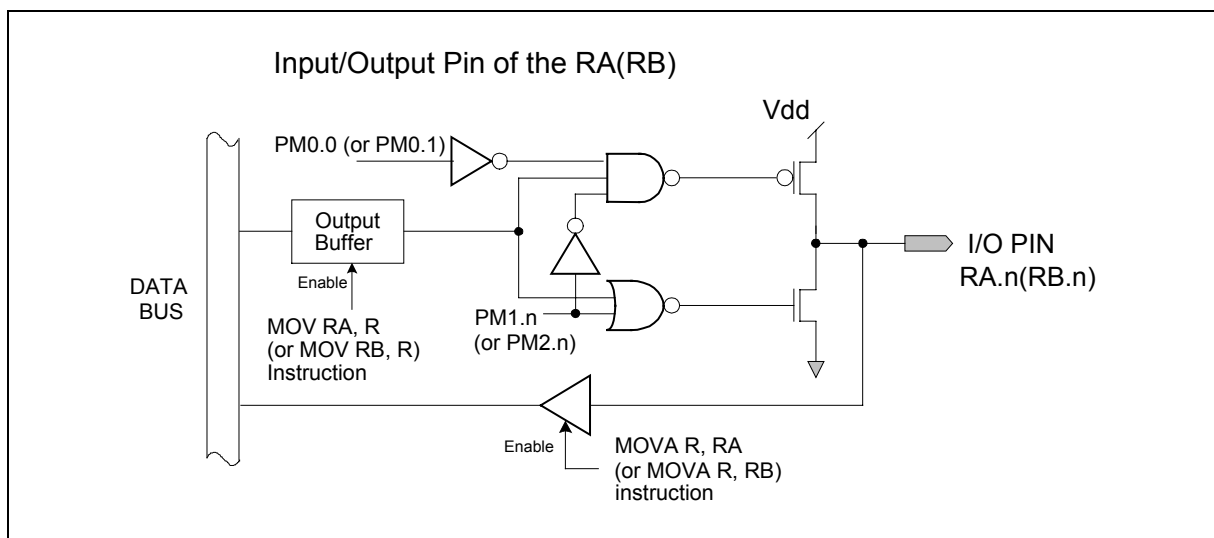 Input/Output Pin of the RA(RB)
Vdd
PM0.0 (or PM0.1)
Output
Buffer
I/O PIN
RA.n(RB.n)
Enable
DATA
BUS
PM1.n
(or PM2.n)
MOV RA, R
(or MOV RB, R)
Instruction
Enable
MOVA R, RA
(or MOVA R, RB)
instruction